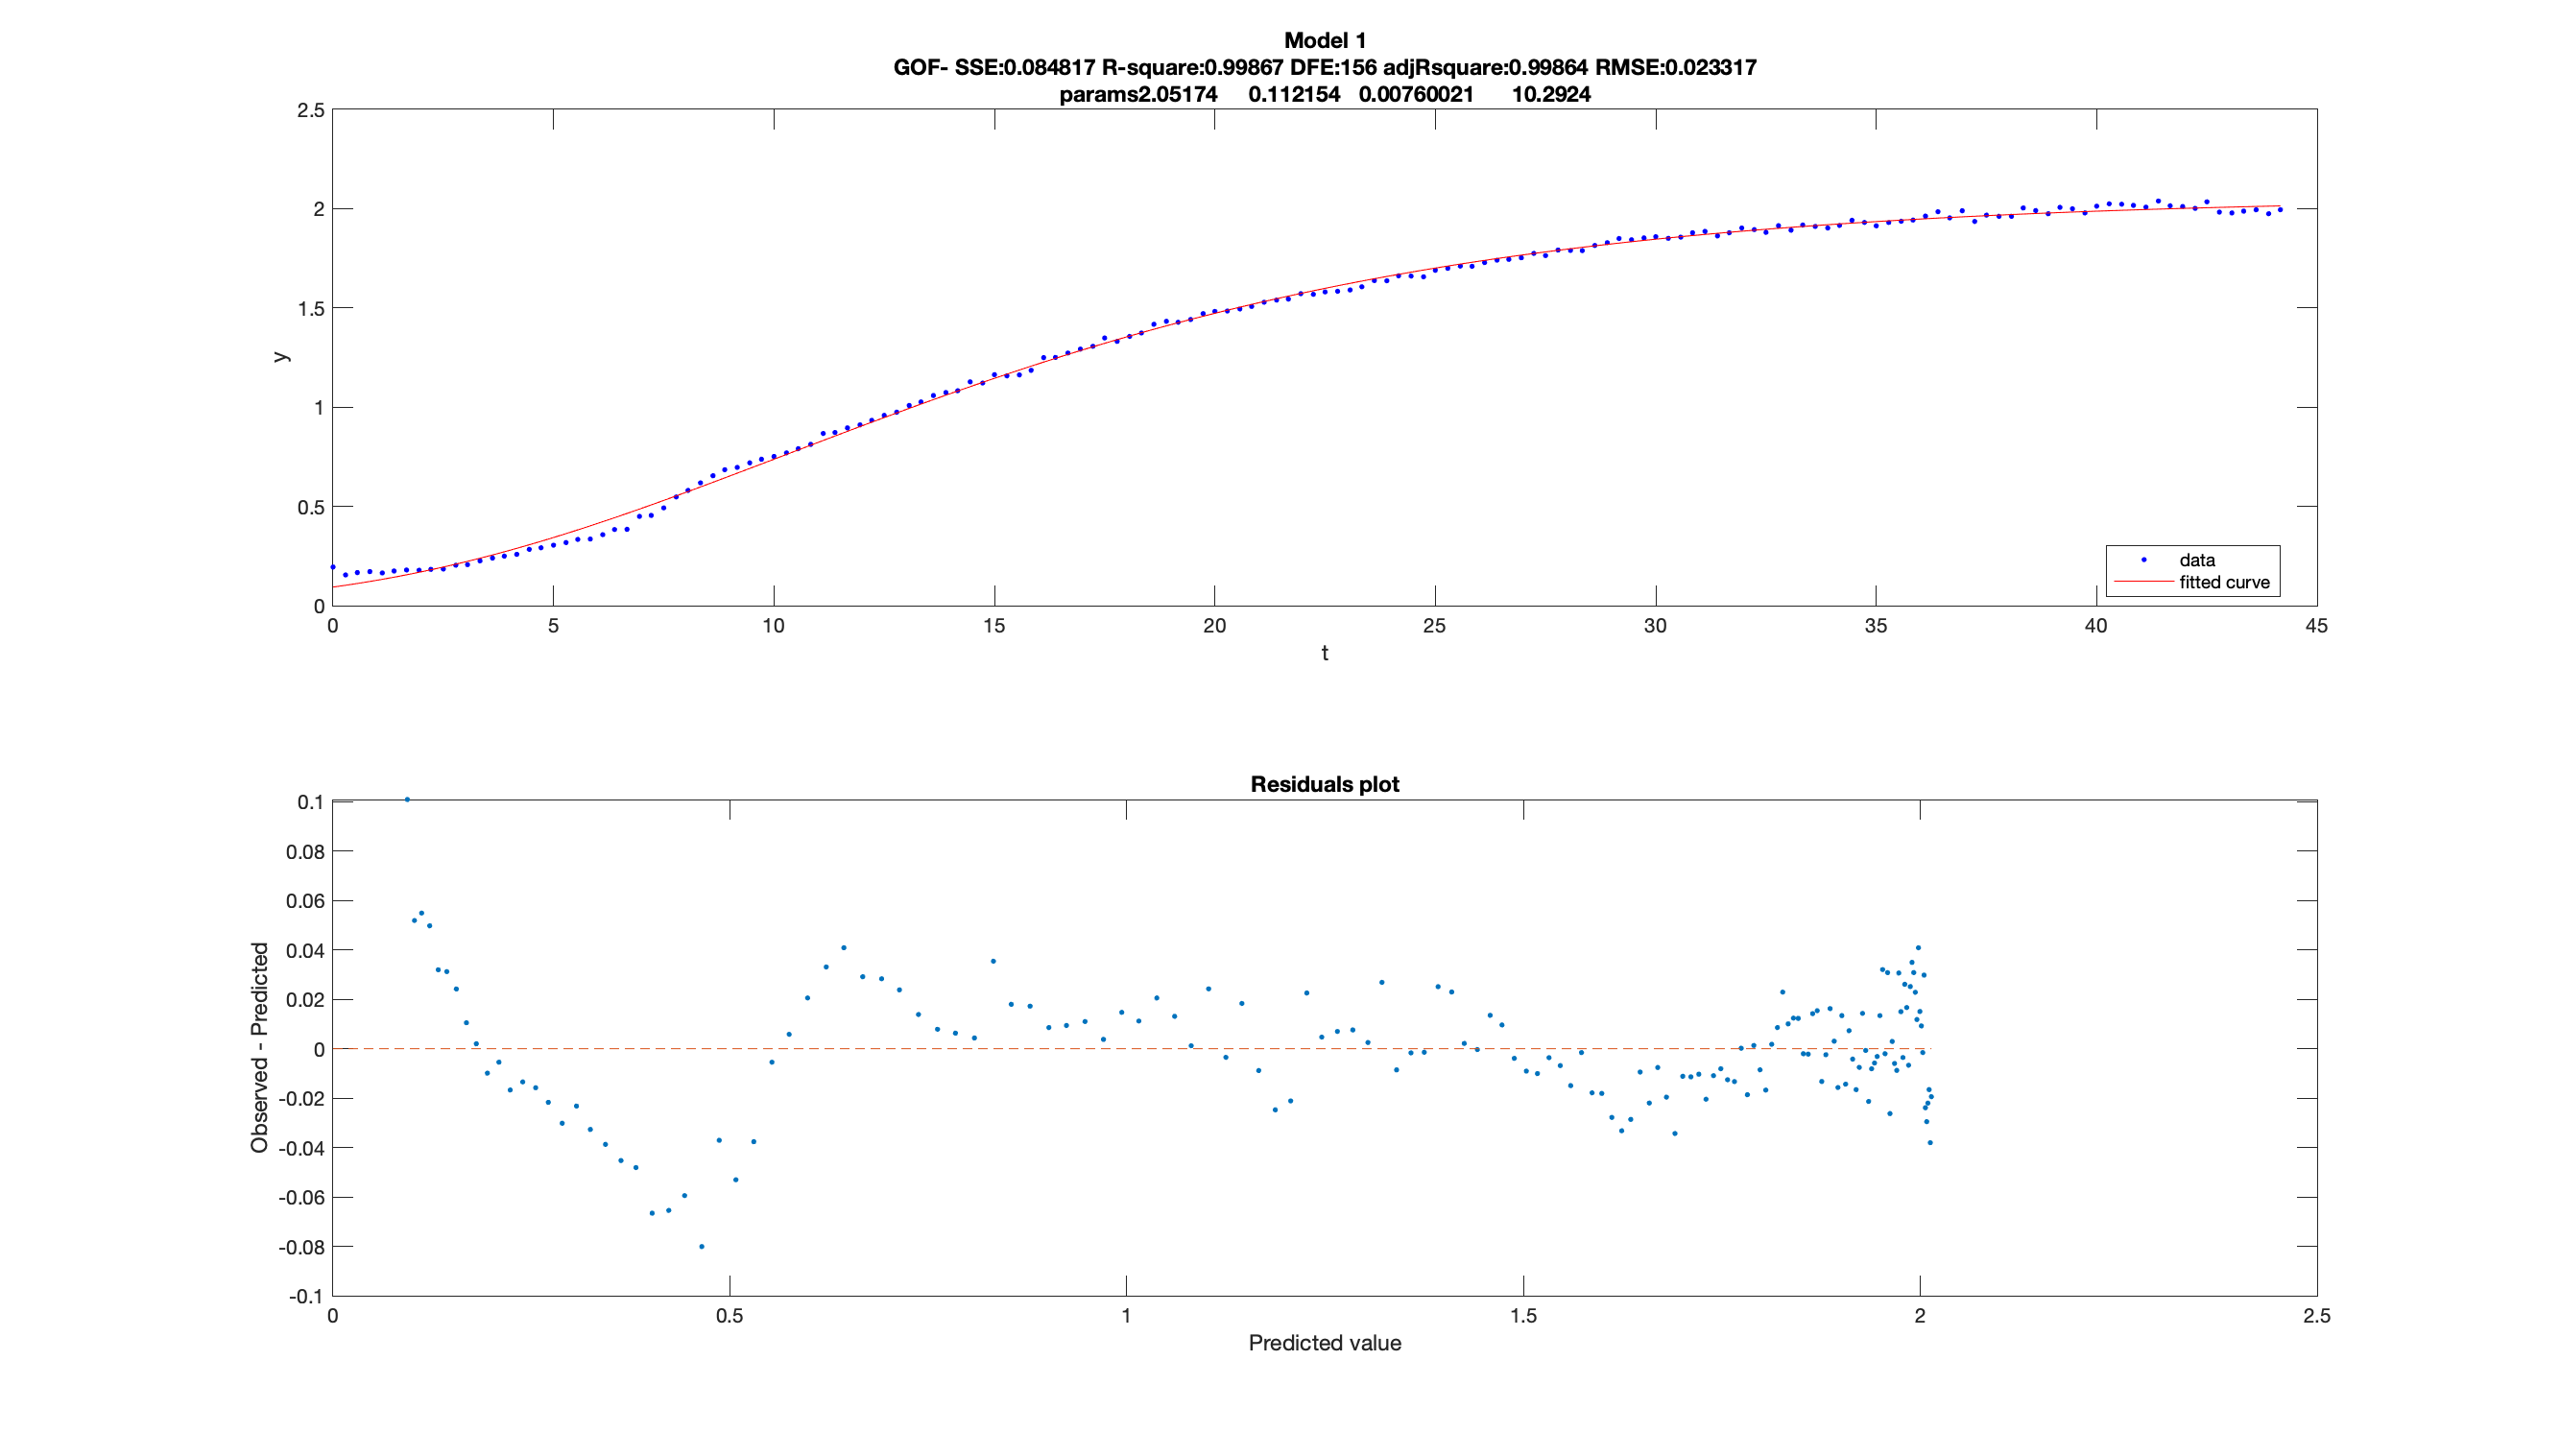 Model 1
GOF- SSE:0.084817 R-square:0.99867 DFE:156 adjRsquare:0.99864 RMSE:0.023317
params2.05174 0.112154 0.00760021 10.2924
2.5
2
1.5
1
0.5
0
y
0 5 10 15 20 25 30 35 40 45
t
data
fitted curve
Residuals plot
0.1
0.08
0.06
0.04
0.02
0
-0.02
-0.04
-0.06
-0.08
-0.1
Observed - Predicted
0 0.5 1 1.5 2 2.5
Predicted value